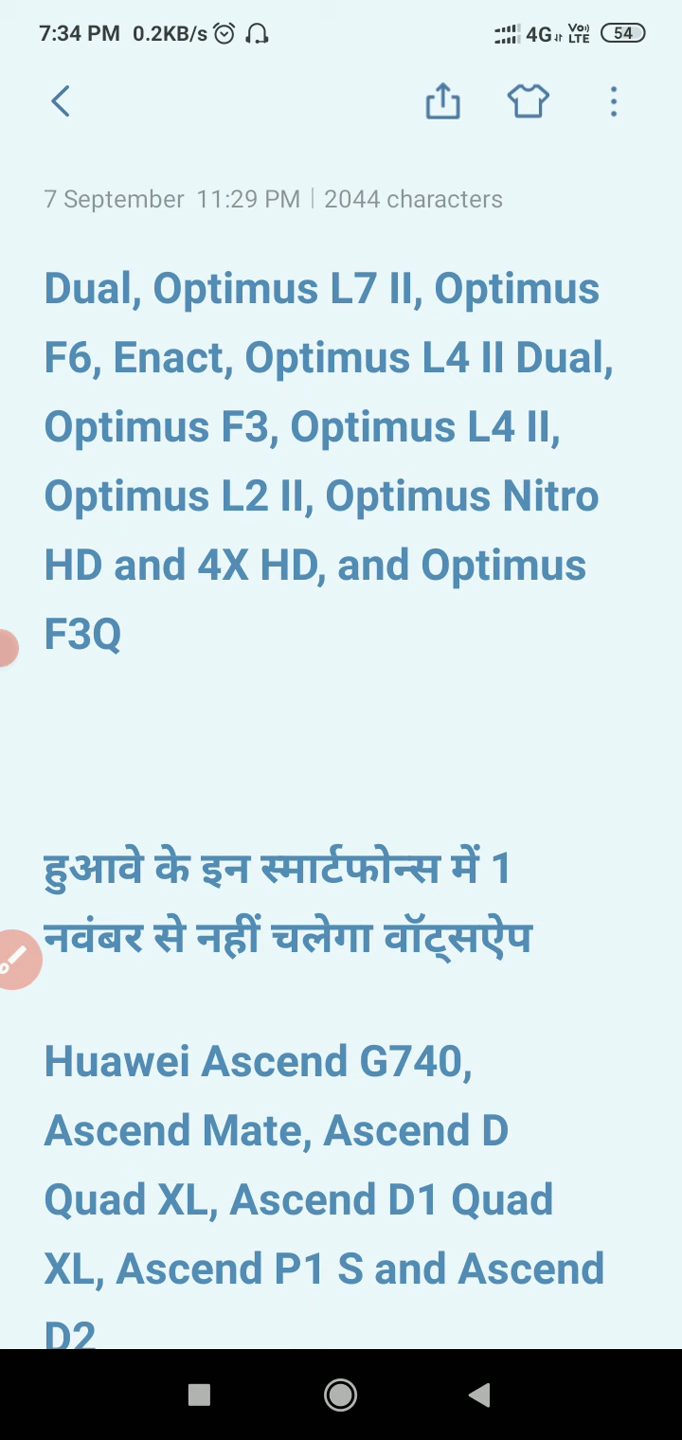 7:34 PM 0.2KB/s 4G Vo) LTE 54
7 September 11:29 PM | 2044 characters
Dual, Optimus L7 II, Optimus
F6, Enact, Optimus L4 II Dual,
Optimus F3, Optimus L4 II,
Optimus L2 II, Optimus Nitro
HD and 4X HD, and Optimus
F3Q
हुआवे के इन स्मार्टफोन्स में 1
नवंबर से नहीं चलेगा वॉट्सऐप
Huawei Ascend G740,
Ascend Mate, Ascend D
Quad XL, Ascend D1 Quad
XL, Ascend P1 S and Ascend
D2